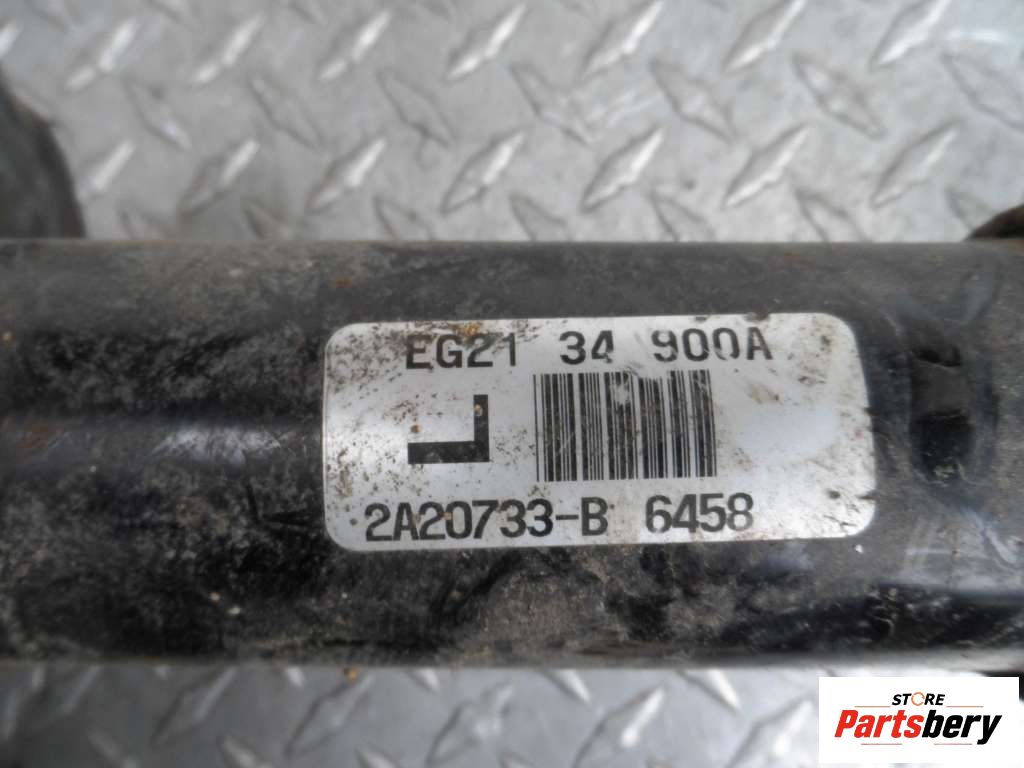 EG21 34 900A
L
2A20733-B 6458
STORE
Partsbery